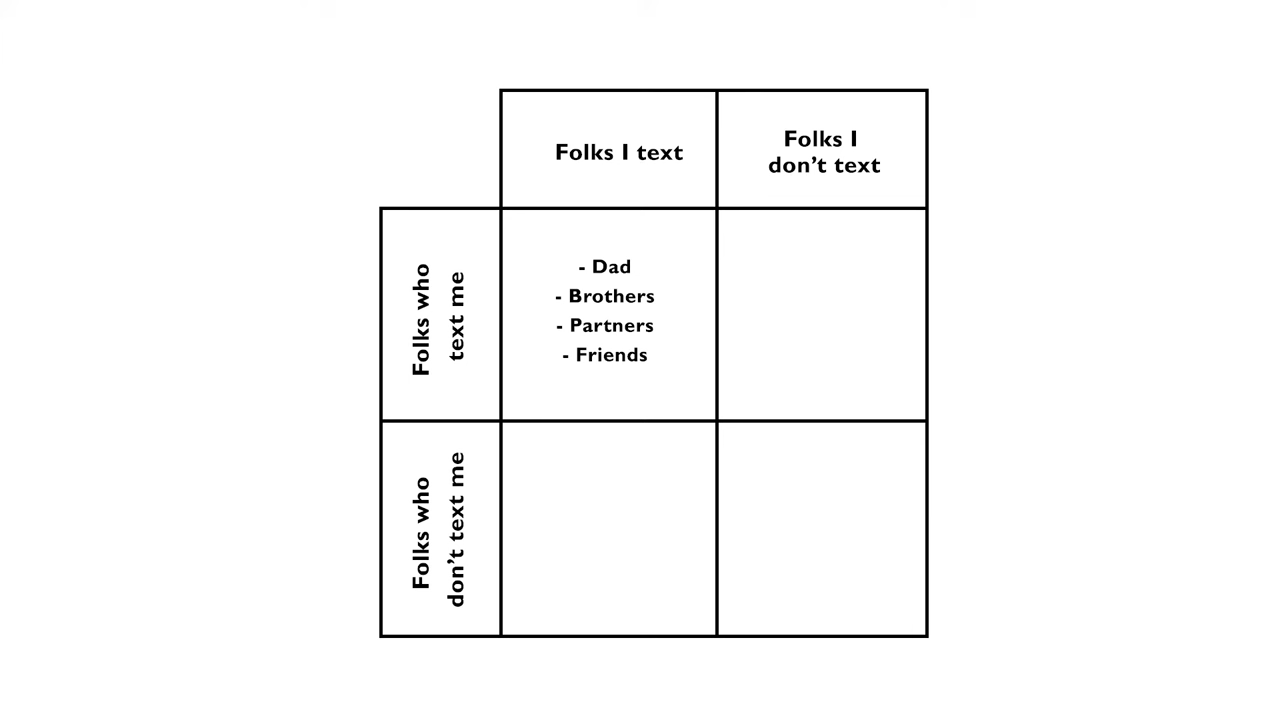 Folks I text
Folks I
don’t text
Folks who
text me
- Dad
- Brothers
- Partners
- Friends
Folks who
don’t text me